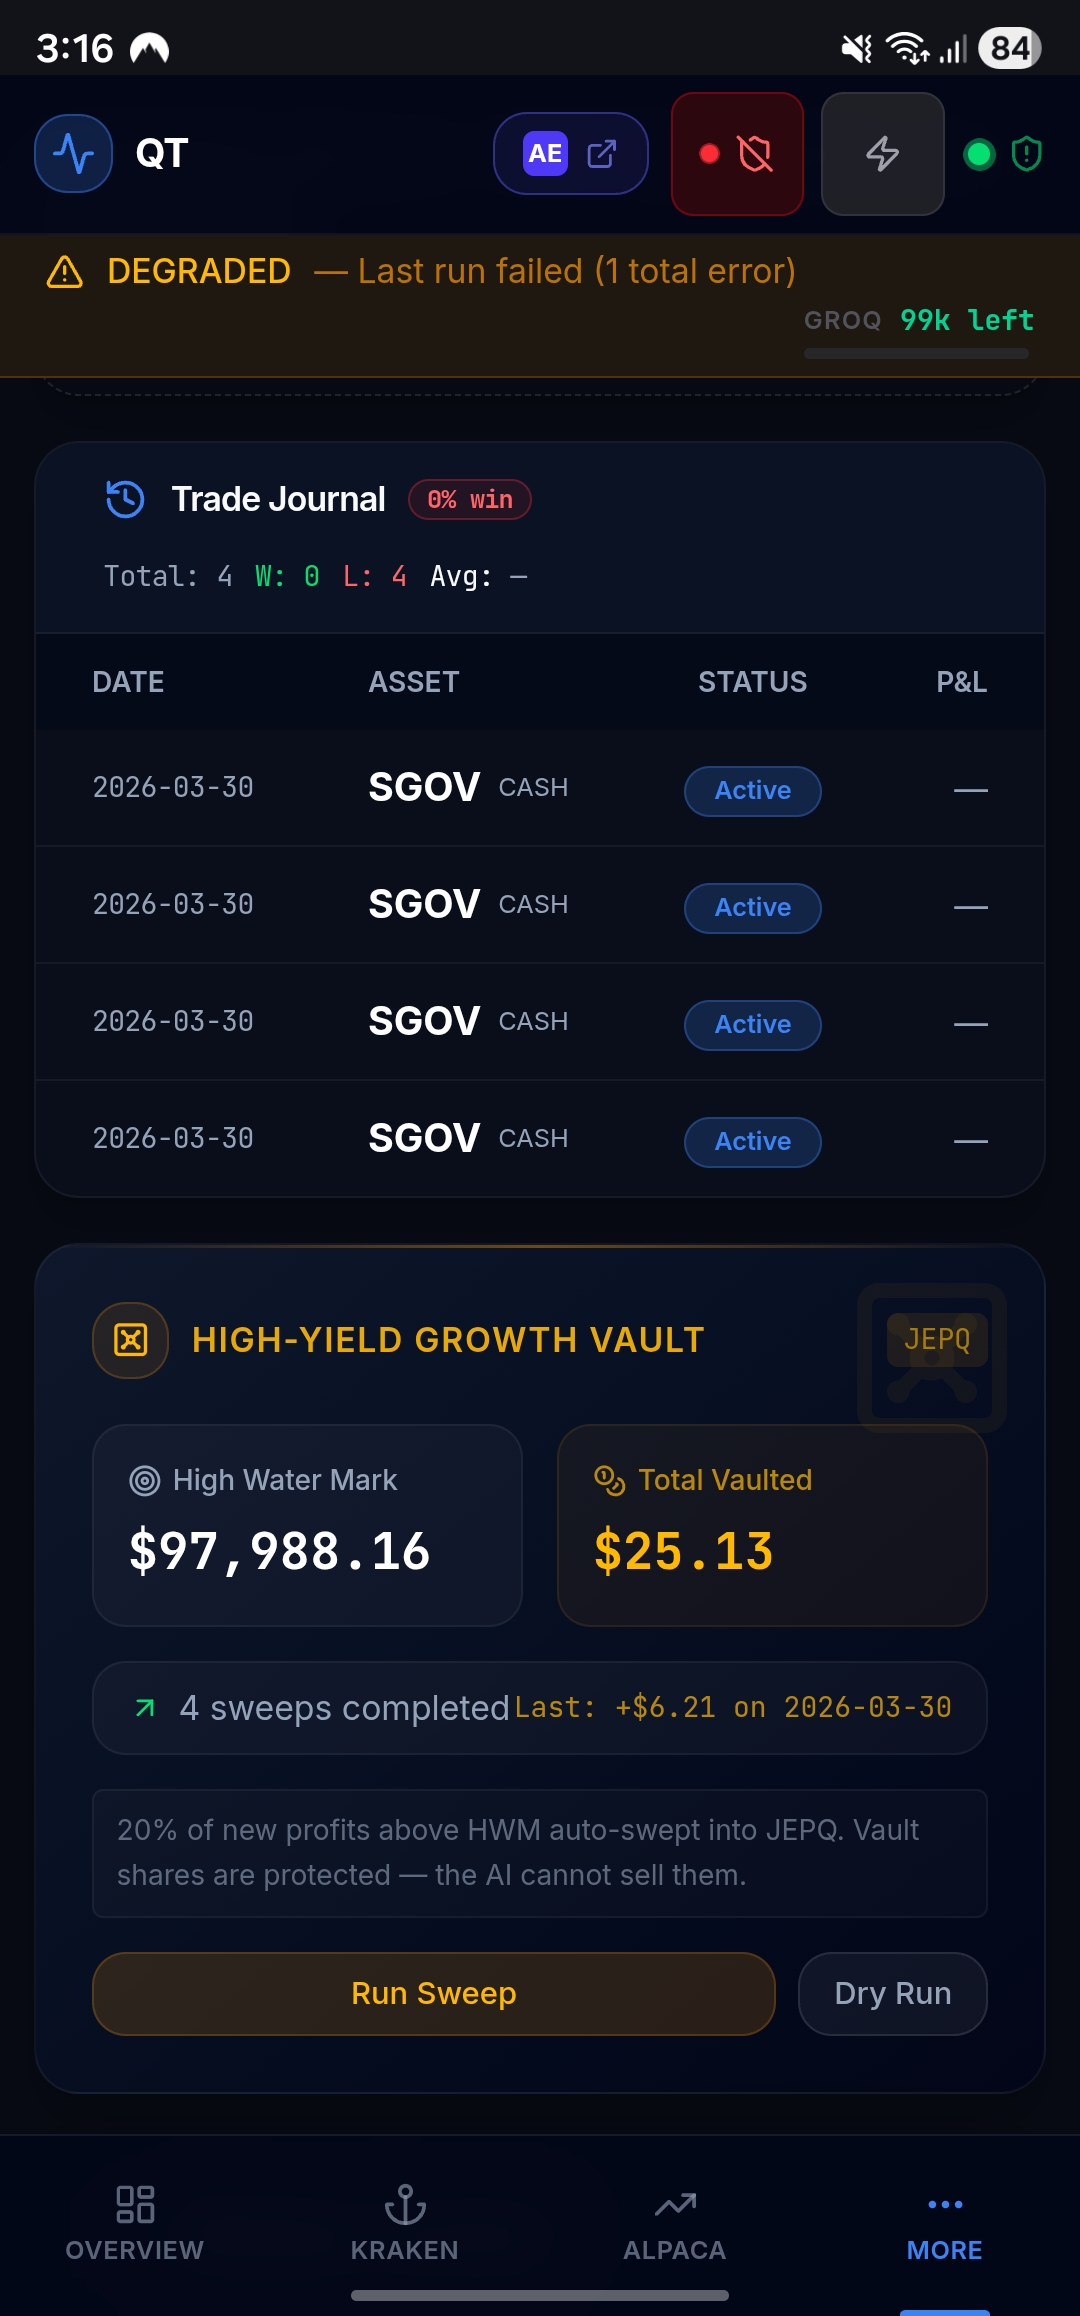 3:16
84
QT
AE
DEGRADED — Last run failed (1 total error)
GROQ 99k left
Trade Journal 0% win
Total: 4 W: 0 L: 4 Avg: —
DATE ASSET STATUS P&L
2026-03-30 SGOV CASH Active —
2026-03-30 SGOV CASH Active —
2026-03-30 SGOV CASH Active —
2026-03-30 SGOV CASH Active —
HIGH-YIELD GROWTH VAULT JEPQ
High Water Mark
$97,988.16
Total Vaulted
$25.13
4 sweeps completed Last: +$6.21 on 2026-03-30
20% of new profits above HWM auto-swept into JEPQ. Vault
shares are protected — the AI cannot sell them.
Run Sweep Dry Run
OVERVIEW KRAKEN ALPACA MORE